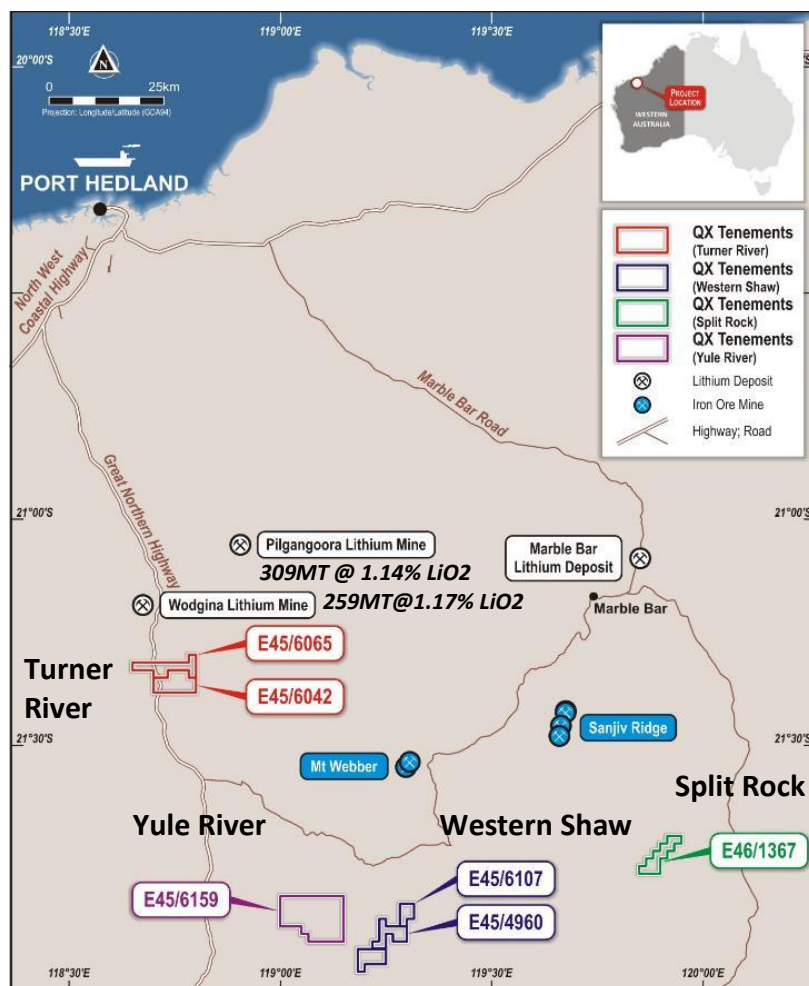 118°30'E
119°00'E
119°30'E
20°00'S
N
0
25km
Projection: Longitude/Latitude (GDA94)
PROJECT
LOCATION
WESTERN
AUSTRALIA
PORT HEDLAND
North West
Coastal Highway
QX Tenements
(Turner River)
QX Tenements
(Western Shaw)
QX Tenements
(Split Rock)
QX Tenements
(Yule River)
Lithium Deposit
Iron Ore Mine
Highway; Road
Marble Bar Road
Great Northern Highway
21°00'S
21°00'S
Pilgangoora Lithium Mine
309MT @ 1.14% LiO2
Marble Bar
Lithium Deposit
Wodgina Lithium Mine
259MT@1.17% LiO2
Marble Bar
Turner
River
E45/6065
E45/6042
21°30'S
21°30'S
Sanjiv Ridge
Mt Webber
Split Rock
Yule River
Western Shaw
E46/1367
E45/6159
E45/6107
E45/4960
118°30'E
119°00'E
119°30'E
120°00'E